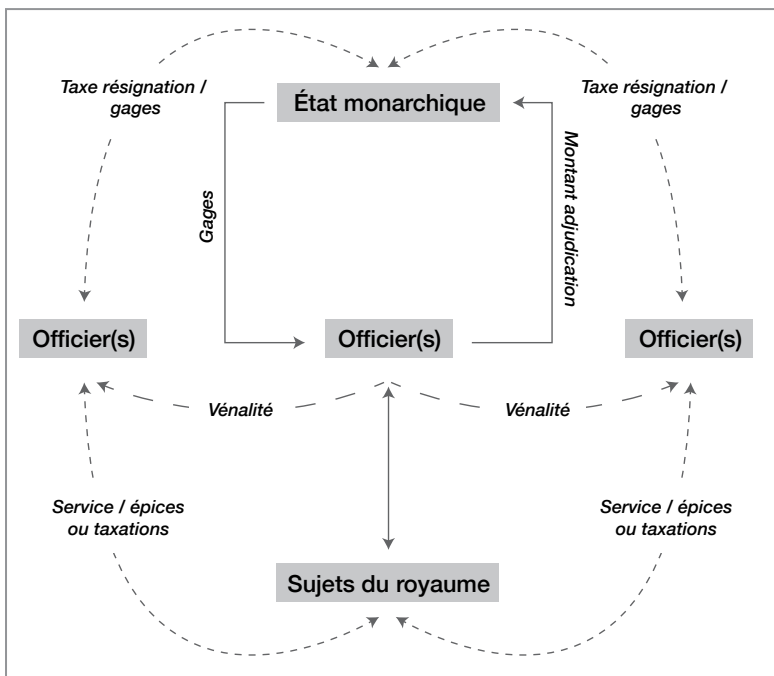 Taxe résignation /
gages
État monarchique
Taxe résignation /
gages
Gages
Montant adjudication
Officier(s)
Officier(s)
Officier(s)
Vénalité
Vénalité
Service / épices
ou taxations
Service / épices
ou taxations
Sujets du royaume